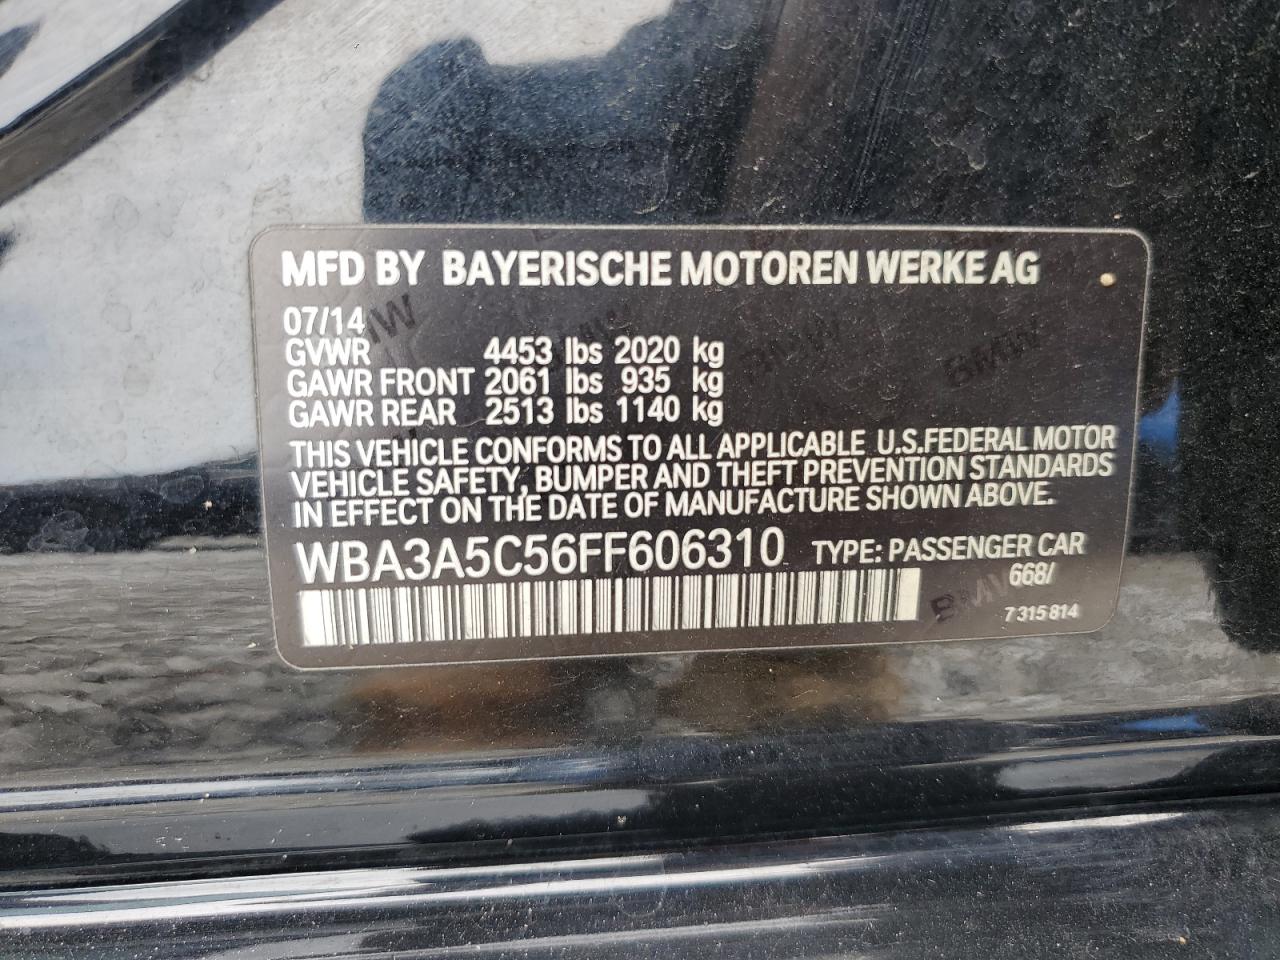 MFD BY BAYERISCHE MOTOREN WERKE AG
07/14
GVWR 4453 lbs 2020 kg
GAWR FRONT 2061 lbs 935 kg
GAWR REAR 2513 lbs 1140 kg
THIS VEHICLE CONFORMS TO ALL APPLICABLE U.S.FEDERAL MOTOR
VEHICLE SAFETY, BUMPER AND THEFT PREVENTION STANDARDS
IN EFFECT ON THE DATE OF MANUFACTURE SHOWN ABOVE.
WBA3A5C56FF606310 TYPE: PASSENGER CAR
668/
BMW
7 315 814